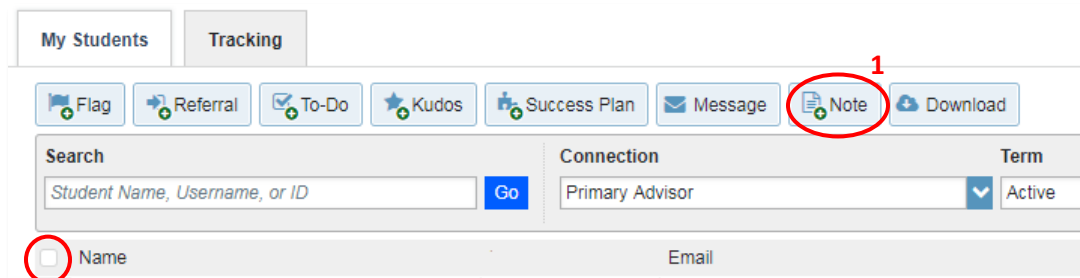 My Students Tracking
1
Flag Referral To-Do Kudos Success Plan Message Note Download
Search Connection Term
Student Name, Username, or ID Go Primary Advisor Active
Name Email